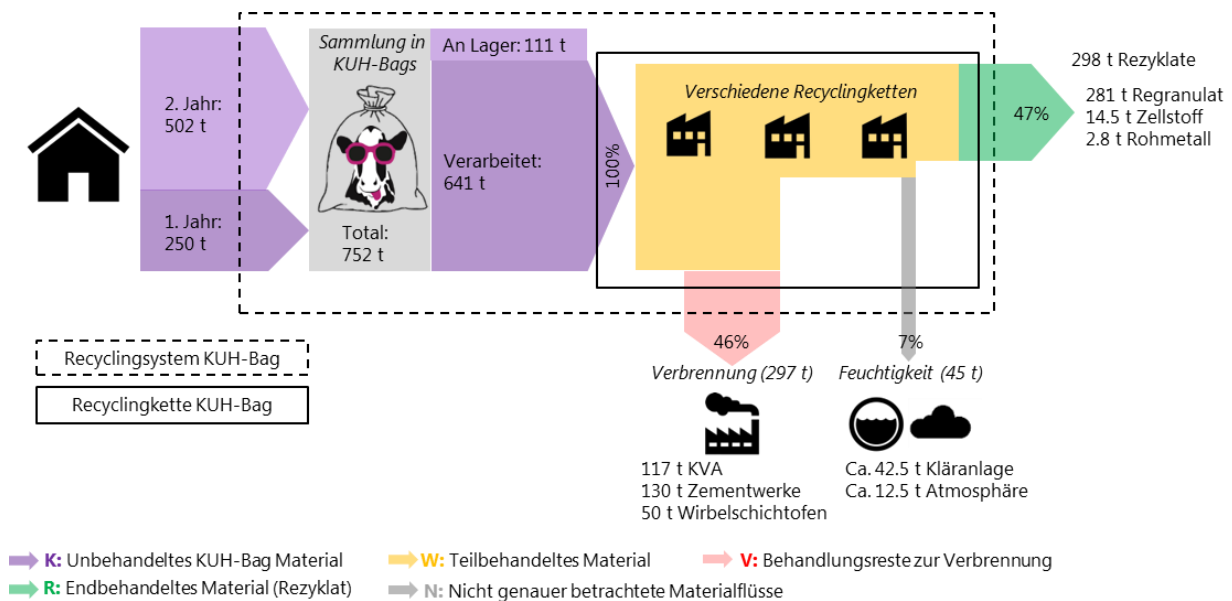 2. Jahr:
502 t
1. Jahr:
250 t
Sammlung in
KUH-Bags
Total:
752 t
An Lager: 111 t
Verarbeitet:
641 t
100%
Verschiedene Recyclingketten
47%
298 t Rezyklate
281 t Regranulat
14.5 t Zellstoff
2.8 t Rohmetall
Recyclingsystem KUH-Bag
Recyclingkette KUH-Bag
46%
Verbrennung (297 t)
117 t KVA
130 t Zementwerke
50 t Wirbelschichtofen
7%
Feuchtigkeit (45 t)
Ca. 42.5 t Kläranlage
Ca. 12.5 t Atmosphäre
K: Unbehandeltes KUH-Bag Material
W: Teilbehandeltes Material
V: Behandlungsreste zur Verbrennung
R: Endbehandeltes Material (Rezyklat)
N: Nicht genauer betrachtete Materialflüsse